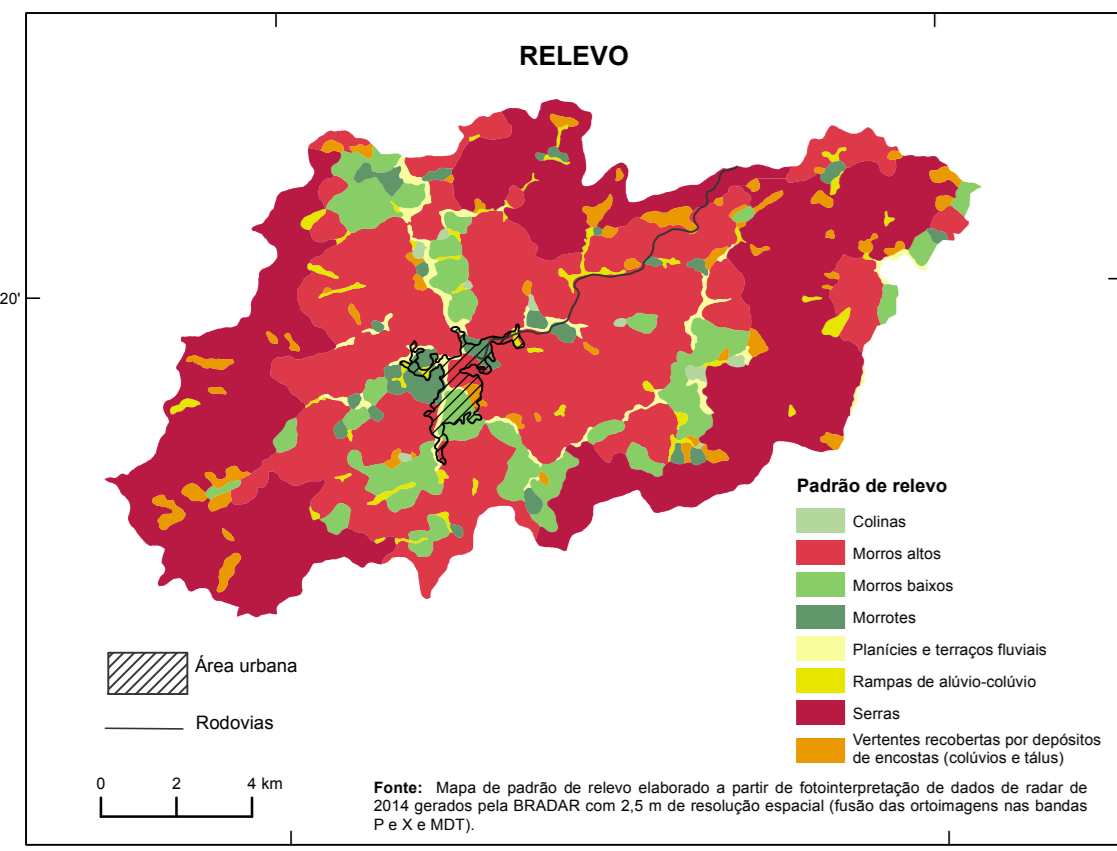 RELEVO
20'
Padrão de relevo
Colinas
Morros altos
Morros baixos
Morrotes
Planícies e terraços fluviais
Rampas de alúvio-colúvio
Serras
Vertentes recobertas por depósitos
de encostas (colúvios e tálus)
Área urbana
Rodovias
0 2 4 km
Fonte: Mapa de padrão de relevo elaborado a partir de fotointerpretação de dados de radar de
2014 gerados pela BRADAR com 2,5 m de resolução espacial (fusão das ortoimagens nas bandas
P e X e MDT).